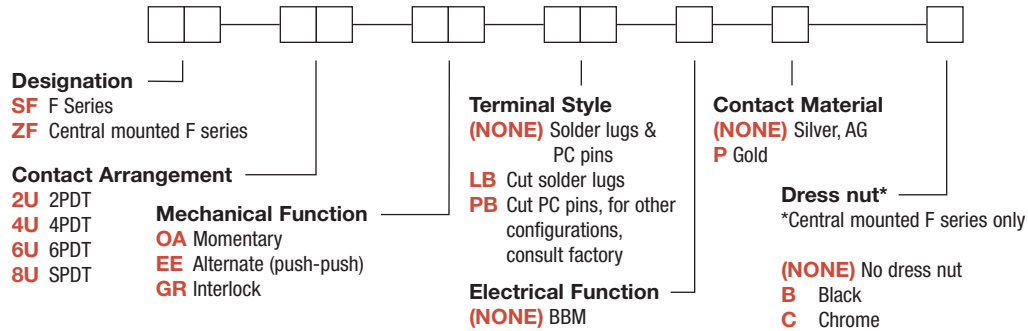 Designation
SF F Series
ZF Central mounted F series
Contact Arrangement
2U 2PDT
4U 4PDT
6U 6PDT
8U SPDT
Mechanical Function
OA Momentary
EE Alternate (push-push)
GR Interlock
Terminal Style
(NONE) Solder lugs &
PC pins
LB Cut solder lugs
PB Cut PC pins, for other
configurations,
consult factory
Electrical Function
(NONE) BBM
Contact Material
(NONE) Silver, AG
P Gold
Dress nut*
*Central mounted F series only
(NONE) No dress nut
B Black
C Chrome